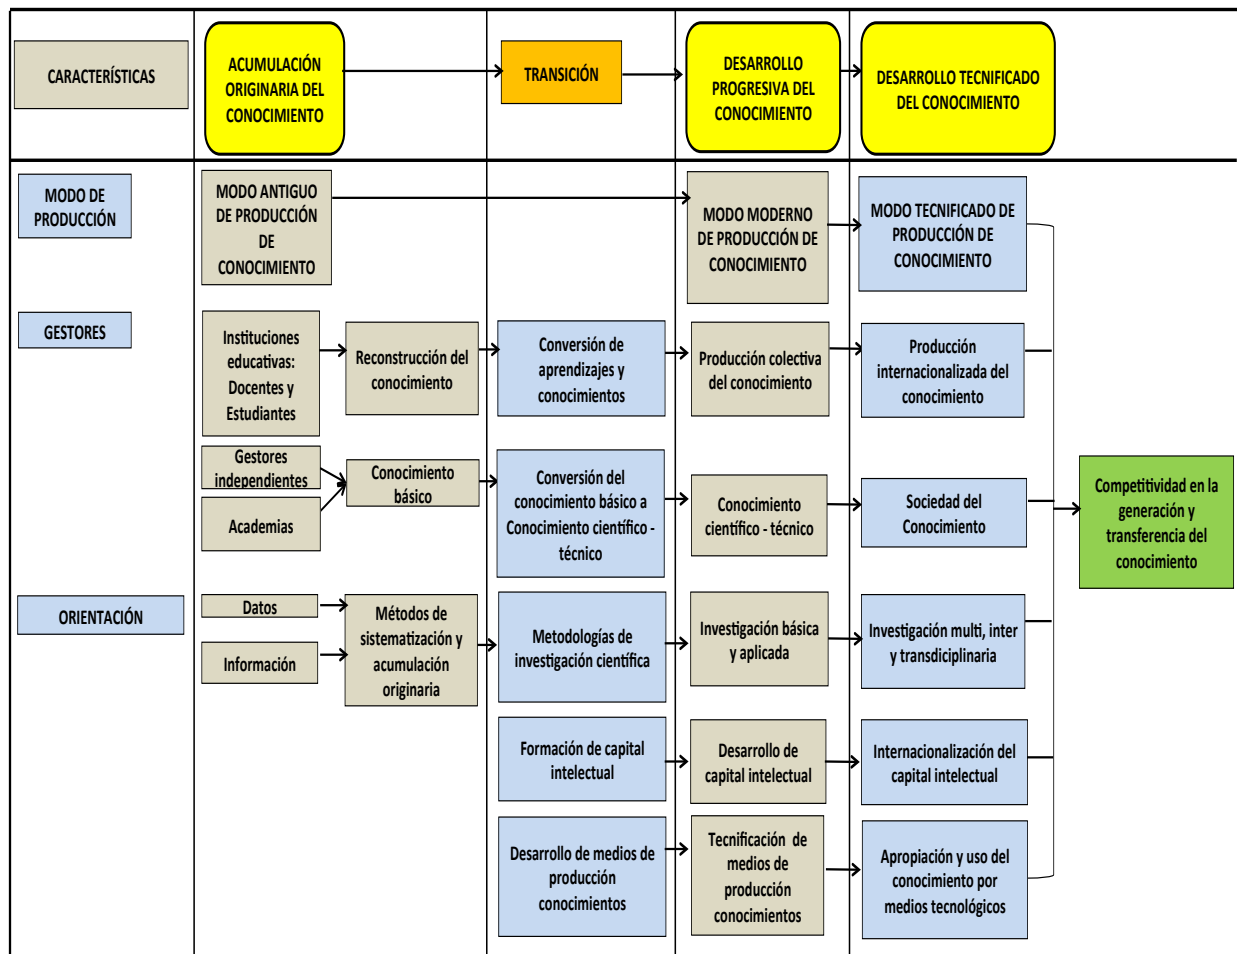 CARACTERÍSTICAS
ACUMULACIÓN
ORIGINARIA DEL
CONOCIMIENTO
TRANSICIÓN
DESARROLLO
PROGRESIVA DEL
CONOCIMIENTO
DESARROLLO TECNIFICADO
DEL CONOCIMIENTO
MODO DE
PRODUCCIÓN
MODO ANTIGUO
DE PRODUCCIÓN
DE
CONOCIMIENTO
MODO MODERNO
DE PRODUCCIÓN DE
CONOCIMIENTO
MODO TECNIFICADO DE
PRODUCCIÓN DE
CONOCIMIENTO
GESTORES
Instituciones
educativas:
Docentes y
Estudiantes
Reconstrucción del
conocimiento
Conversión de
aprendizajes y
conocimientos
Producción colectiva
del conocimiento
Producción
internacionalizada del
conocimiento
Gestores
independientes
Academias
Conocimiento
básico
Conversión del
conocimiento básico a
Conocimiento científico -
técnico
Conocimiento
científico - técnico
Sociedad del
Conocimiento
Competitividad en la
generación y
transferencia del
conocimiento
ORIENTACIÓN
Datos
Información
Métodos de
sistematización y
acumulación
originaria
Metodologías de
investigación científica
Investigación básica
y aplicada
Investigación multi, inter
y transdiciplinaria
Formación de capital
intelectual
Desarrollo de
capital intelectual
Internacionalización del
capital intelectual
Desarrollo de medios de
producción
conocimientos
Tecnificación de
medios de
producción
conocimientos
Apropiación y uso del
conocimiento por
medios tecnológicos